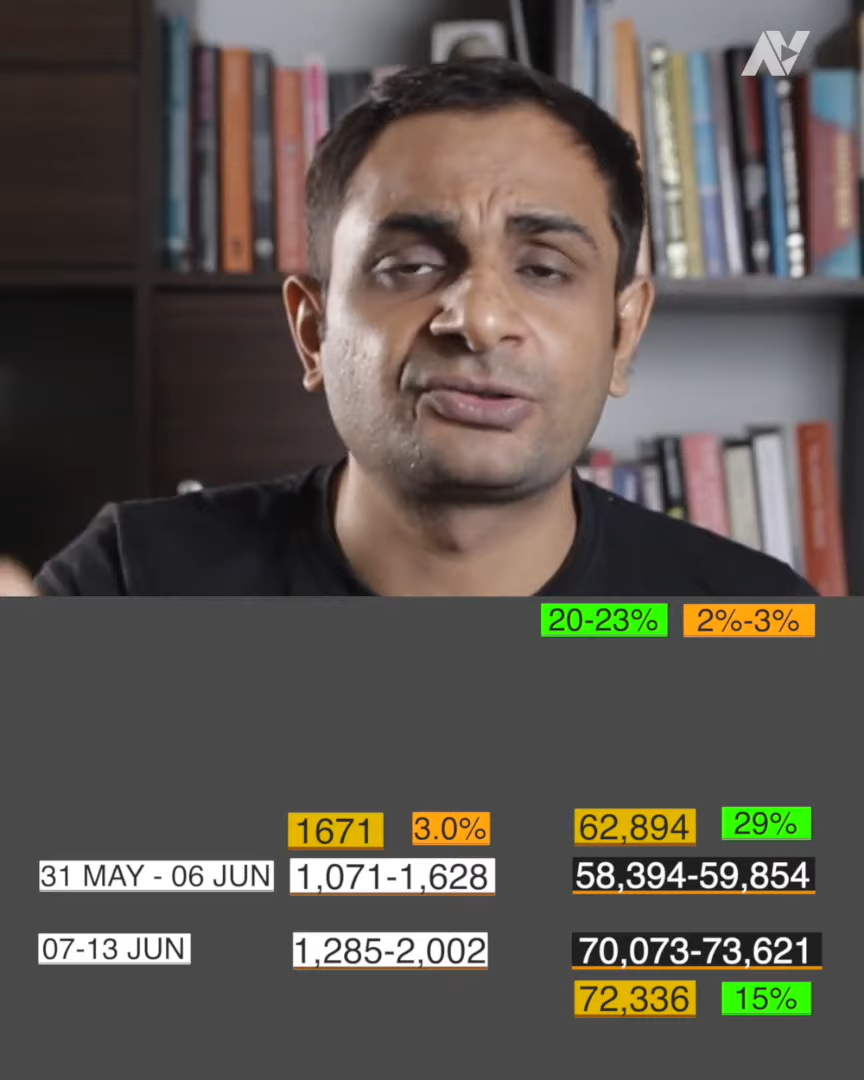 20-23% 2%-3%
1671 3.0% 62,894 29%
31 MAY - 06 JUN 1,071-1,628 58,394-59,854
07-13 JUN 1,285-2,002 70,073-73,621
72,336 15%